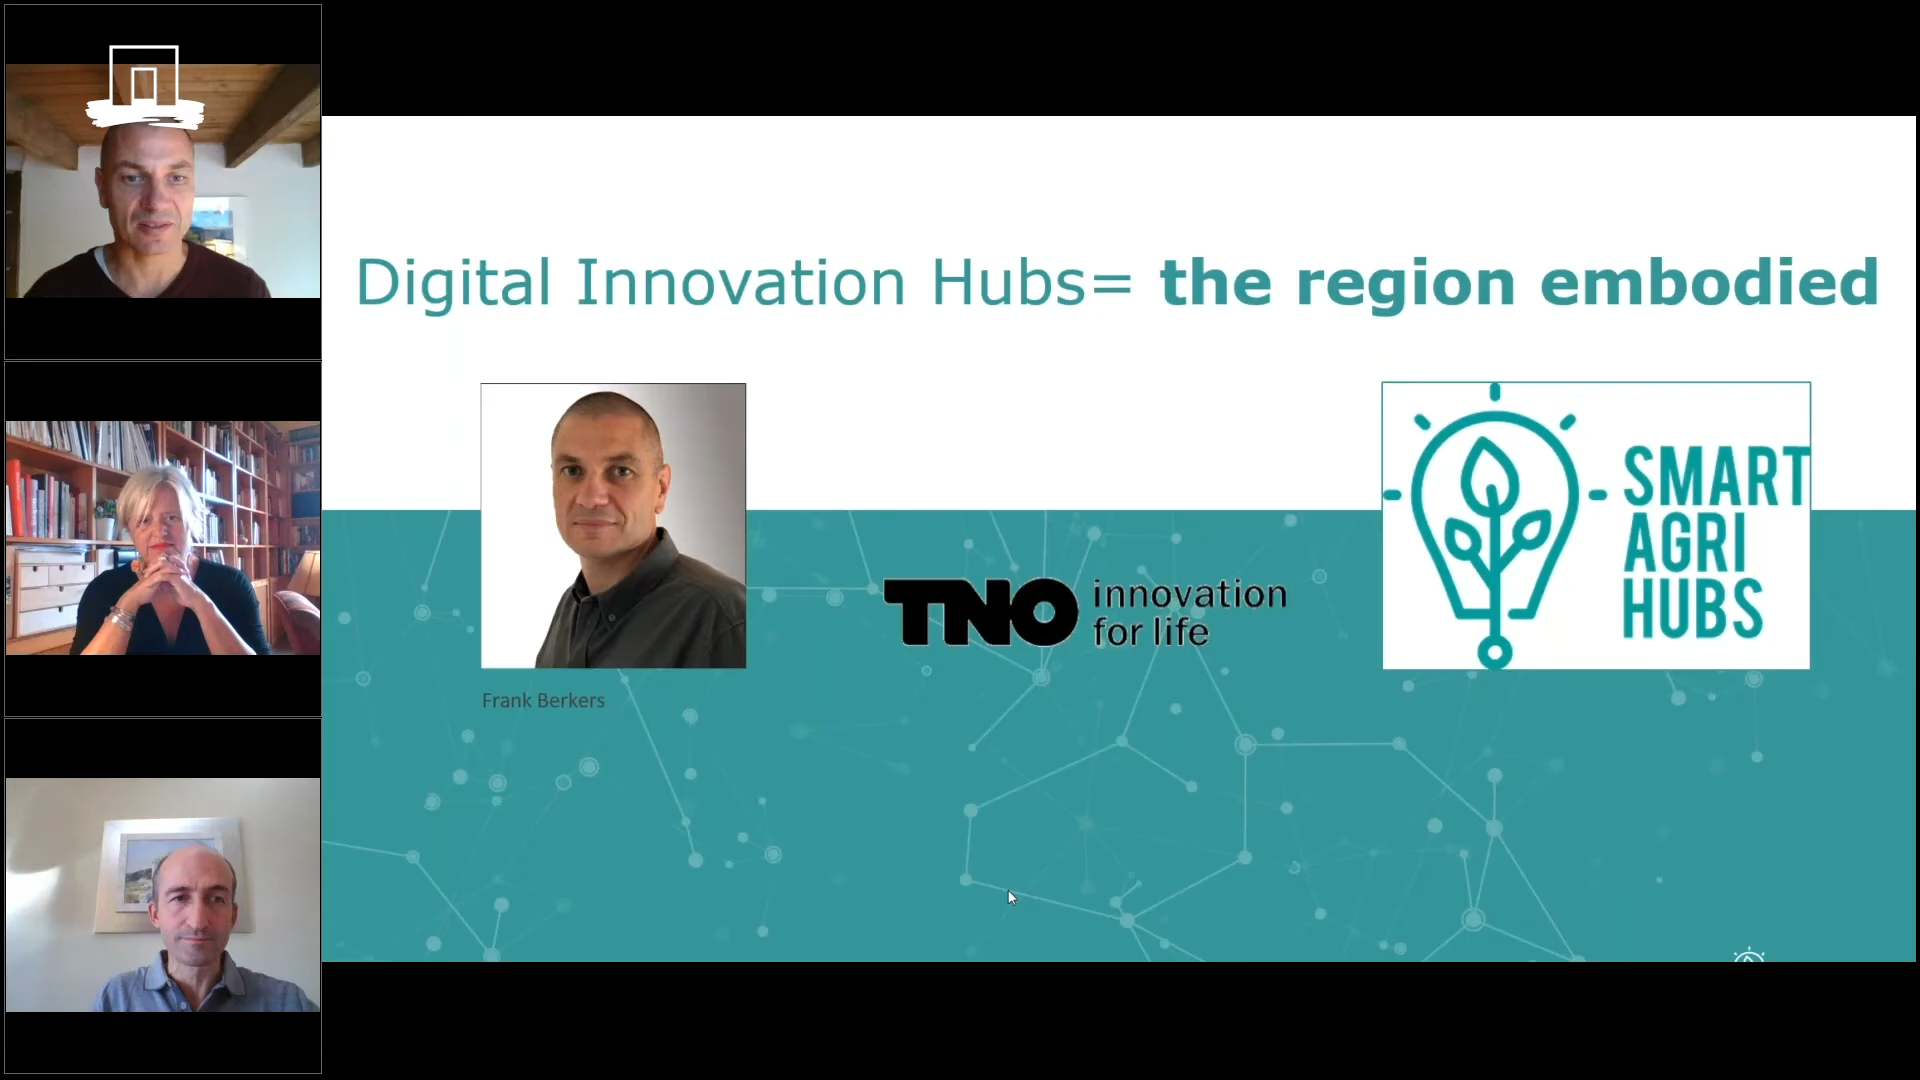 Digital Innovation Hubs= the region embodied
SMART
AGRI
HUBS
TNO innovation
for life
Frank Berkers